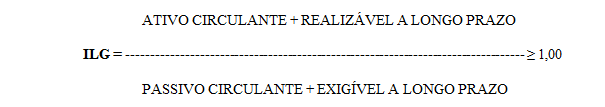 ATIVO CIRCULANTE + REALIZÁVEL A LONGO PRAZO
ILG = -------------------------------------------------------------------------------- ≥ 1,00
PASSIVO CIRCULANTE + EXIGÍVEL A LONGO PRAZO